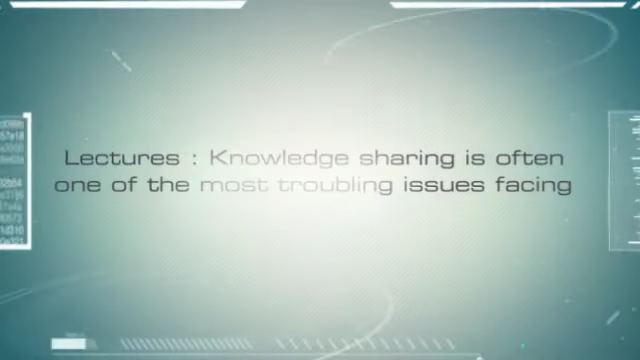 Lectures : Knowledge sharing is often
one of the most troubling issues facing